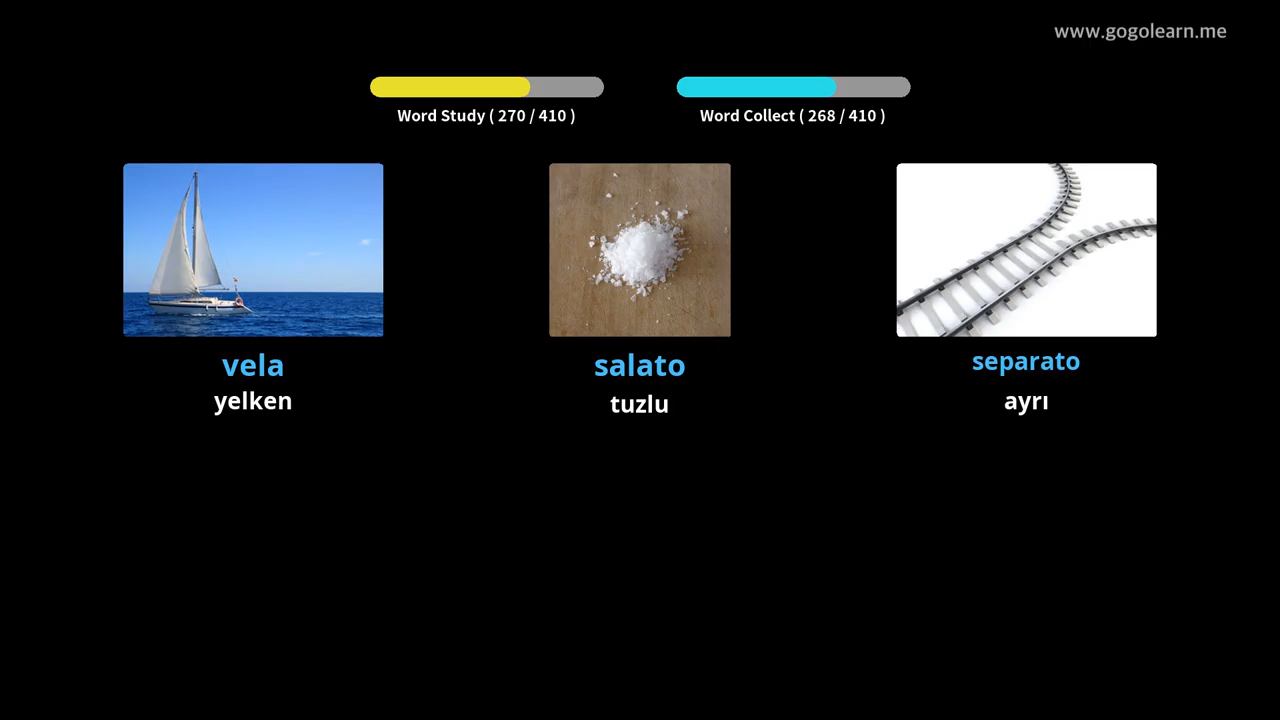 www.gogolearn.me
Word Study ( 270 / 410 )
Word Collect ( 268 / 410 )
vela
yelken
salato
tuzlu
separato
ayrı